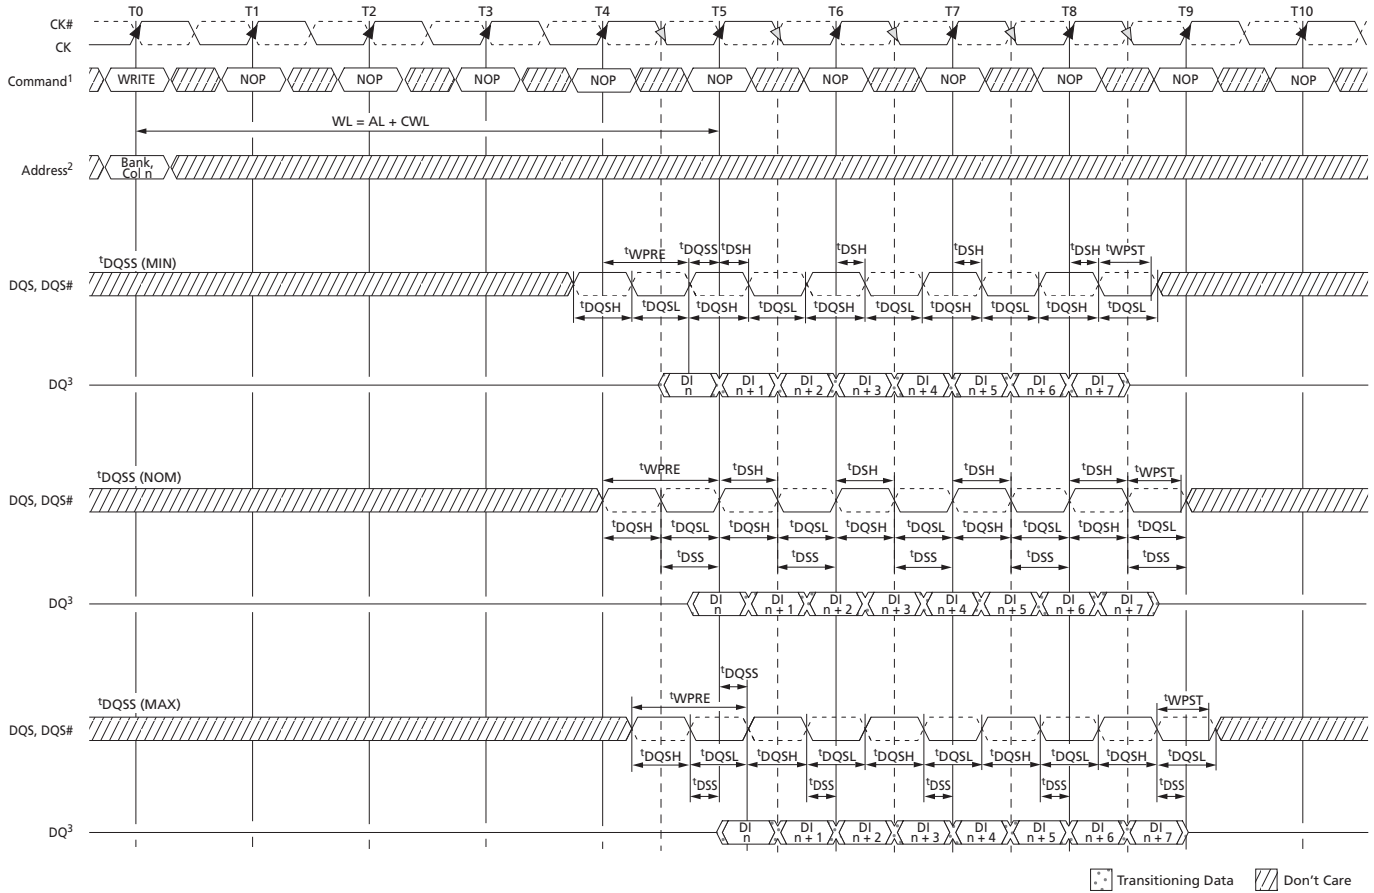 T0 T1 T2 T3 T4 T5 T6 T7 T8 T9 T10
CK#
CK
Command1 WRITE NOP NOP NOP NOP NOP NOP NOP NOP NOP NOP
WL = AL + CWL
Address2 Bank, Col n
tDQSS (MIN) tWPRE tDQSS tDSH tDSH tDSH tDSH tWPST
DQS, DQS#
tDQSH tDQSL tDQSH tDQSL tDQSH tDQSL tDQSH tDQSL tDQSH tDQSL
DQ3 DI n DI n + 1 DI n + 2 DI n + 3 DI n + 4 DI n + 5 DI n + 6 DI n + 7
tDQSS (NOM) tWPRE tDSH tDSH tDSH tDSH tWPST
DQS, DQS#
tDQSH tDQSL tDQSH tDQSL tDQSH tDQSL tDQSH tDQSL tDQSH tDQSL
tDSS tDSS tDSS tDSS tDSS
DQ3 DI n DI n + 1 DI n + 2 DI n + 3 DI n + 4 DI n + 5 DI n + 6 DI n + 7
tDQSS
tDQSS (MAX) tWPRE tWPST
DQS, DQS#
tDQSH tDQSL tDQSH tDQSL tDQSH tDQSL tDQSH tDQSL tDQSH tDQSL
tDSS tDSS tDSS tDSS tDSS
DQ3 DI n DI n + 1 DI n + 2 DI n + 3 DI n + 4 DI n + 5 DI n + 6 DI n + 7
Transitioning Data Don't Care